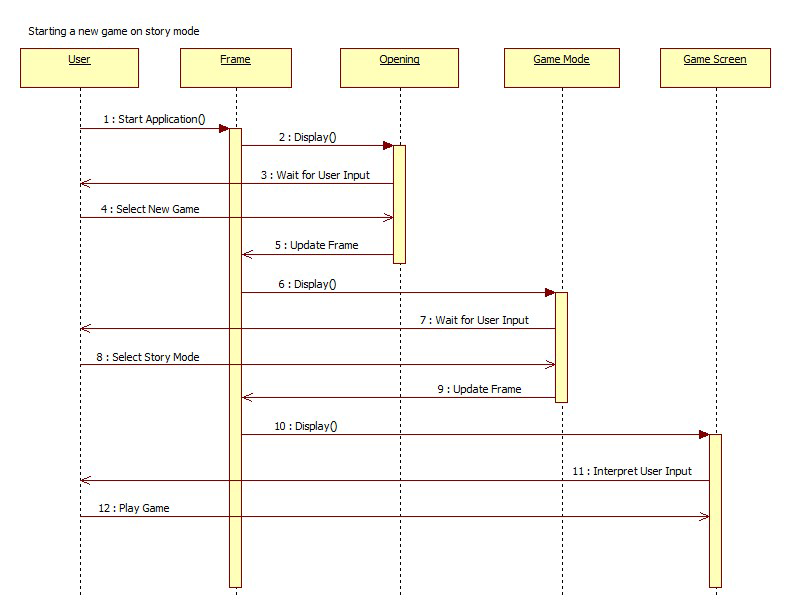 Starting a new game on story mode
User
Frame
Opening
Game Mode
Game Screen
1 : Start Application()
2 : Display()
3 : Wait for User Input
4 : Select New Game
5 : Update Frame
6 : Display()
7 : Wait for User Input
8 : Select Story Mode
9 : Update Frame
10 : Display()
11 : Interpret User Input
12 : Play Game